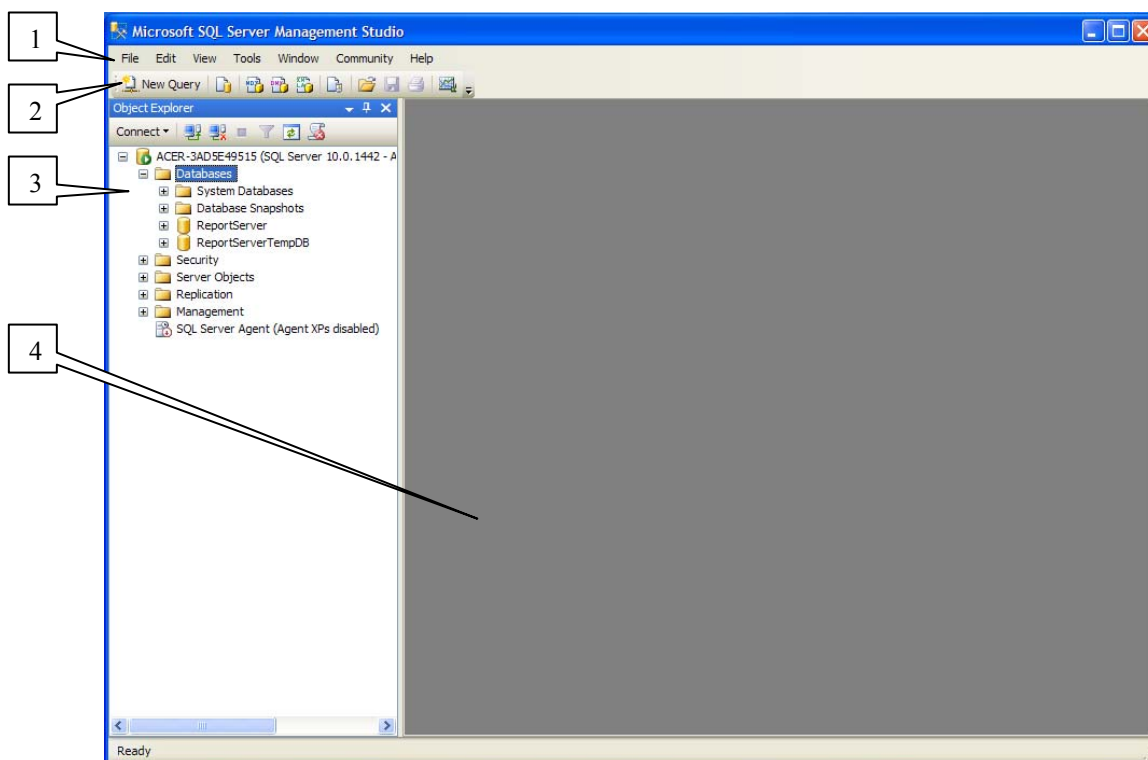 1
2
3
4
Microsoft SQL Server Management Studio
File Edit View Tools Window Community Help
New Query
Object Explorer
Connect
ACER-3AD5E49515 (SQL Server 10.0.1442 - A
Databases
System Databases
Database Snapshots
ReportServer
ReportServerTempDB
Security
Server Objects
Replication
Management
SQL Server Agent (Agent XPs disabled)
Ready